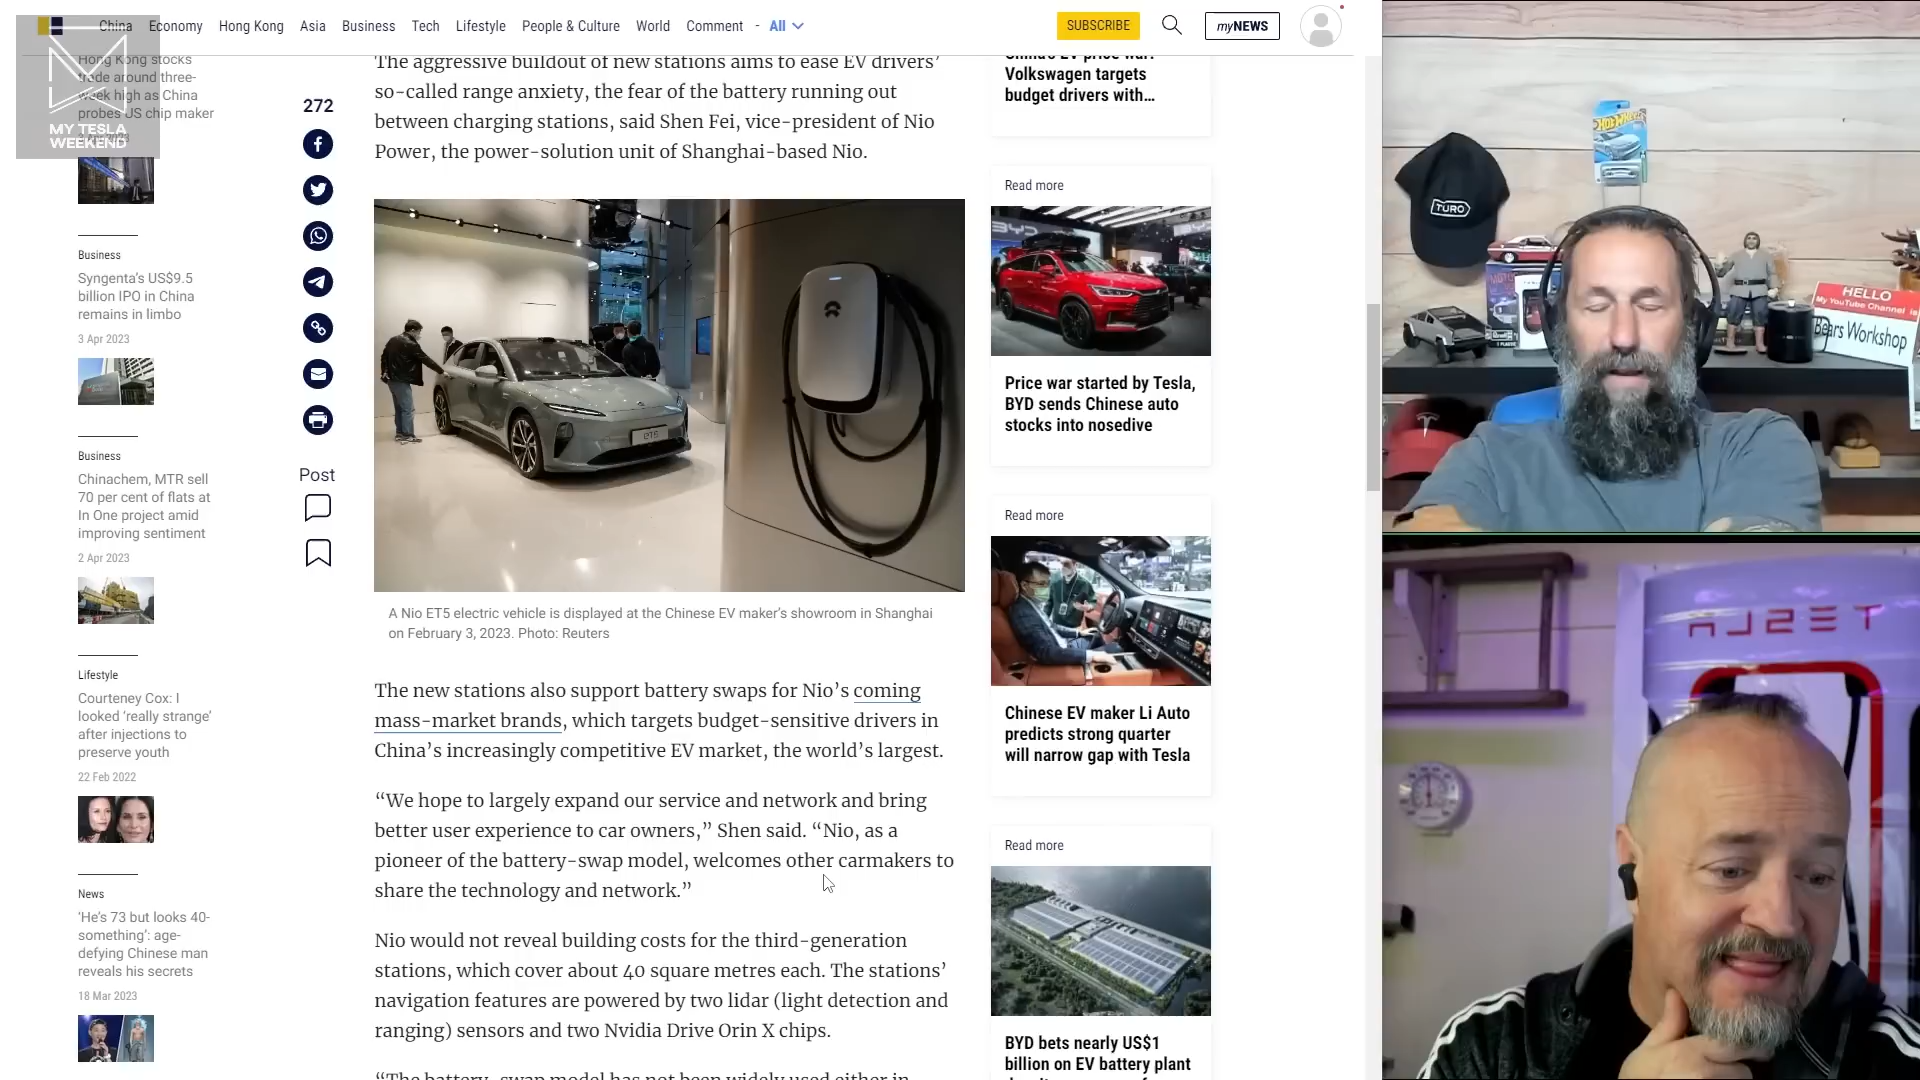 China Economy Hong Kong Asia Business Tech Lifestyle People & Culture World Comment - All
SUBSCRIBE
myNEWS
MY TESLA
WEEKEND
Hong Kong stocks
trade around three-
week high as China
probes US chip maker
Business
Syngenta’s US$9.5
billion IPO in China
remains in limbo
3 Apr 2023
Business
Chinachem, MTR sell
70 per cent of flats at
In One project amid
improving sentiment
2 Apr 2023
Lifestyle
Courteney Cox: I
looked ‘really strange’
after injections to
preserve youth
22 Feb 2022
News
‘He’s 73 but looks 40-
something’: age-
defying Chinese man
reveals his secrets
18 Mar 2023
272
Post
The aggressive buildout of new stations aims to ease EV drivers’
so-called range anxiety, the fear of the battery running out
between charging stations, said Shen Fei, vice-president of Nio
Power, the power-solution unit of Shanghai-based Nio.
ET5
A Nio ET5 electric vehicle is displayed at the Chinese EV maker’s showroom in Shanghai
on February 3, 2023. Photo: Reuters
The new stations also support battery swaps for Nio’s coming
mass-market brands, which targets budget-sensitive drivers in
China’s increasingly competitive EV market, the world’s largest.
“We hope to largely expand our service and network and bring
better user experience to car owners,” Shen said. “Nio, as a
pioneer of the battery-swap model, welcomes other carmakers to
share the technology and network.”
Nio would not reveal building costs for the third-generation
stations, which cover about 40 square metres each. The stations’
navigation features are powered by two lidar (light detection and
ranging) sensors and two Nvidia Drive Orin X chips.
“The battery-swap model has not been widely used either in
China’s EV price war:
Volkswagen targets
budget drivers with…
Read more
BYD
Price war started by Tesla,
BYD sends Chinese auto
stocks into nosedive
Read more
Chinese EV maker Li Auto
predicts strong quarter
will narrow gap with Tesla
Read more
BYD bets nearly US$1
billion on EV battery plant
HOT WHEELS
TURO
HELLO
My YouTube Channel is
Bears Workshop
TESLA